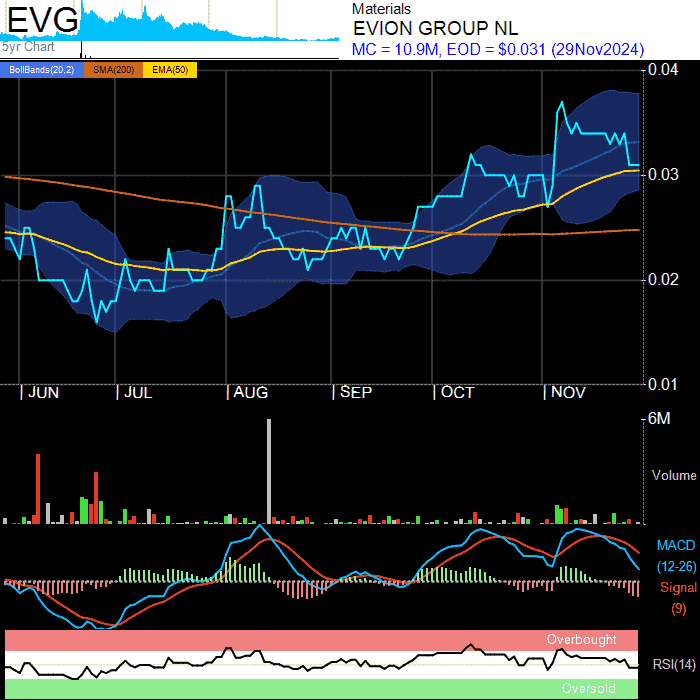 EVG
5yr Chart
Materials
EVION GROUP NL
MC = 10.9M, EOD = $0.031 (29Nov2024)
BollBands(20,2) SMA(200) EMA(50)
0.04
0.03
0.02
0.01
JUN JUL AUG SEP OCT NOV
6M
Volume
MACD
(12-26)
Signal
(9)
Overbought
RSI(14)
Oversold